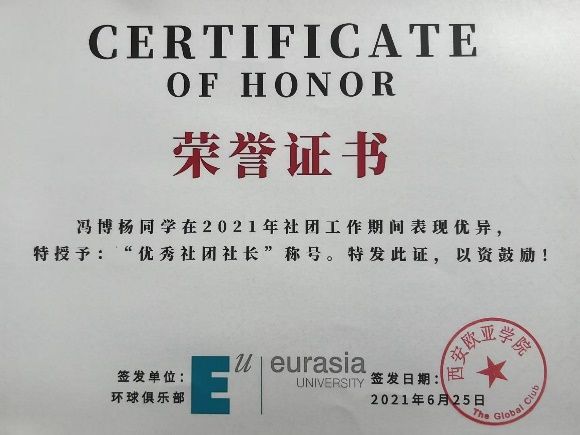 CERTIFICATE
OF HONOR
荣誉证书
冯博杨同学在2021年社团工作期间表现优异，
特授予：“优秀社团社长”称号。特发此证，以资鼓励！
签发单位：
环球俱乐部
Eu
eurasia
UNIVERSITY
签发日期：
2021年6月25日
西安欧亚学院
The Global Club